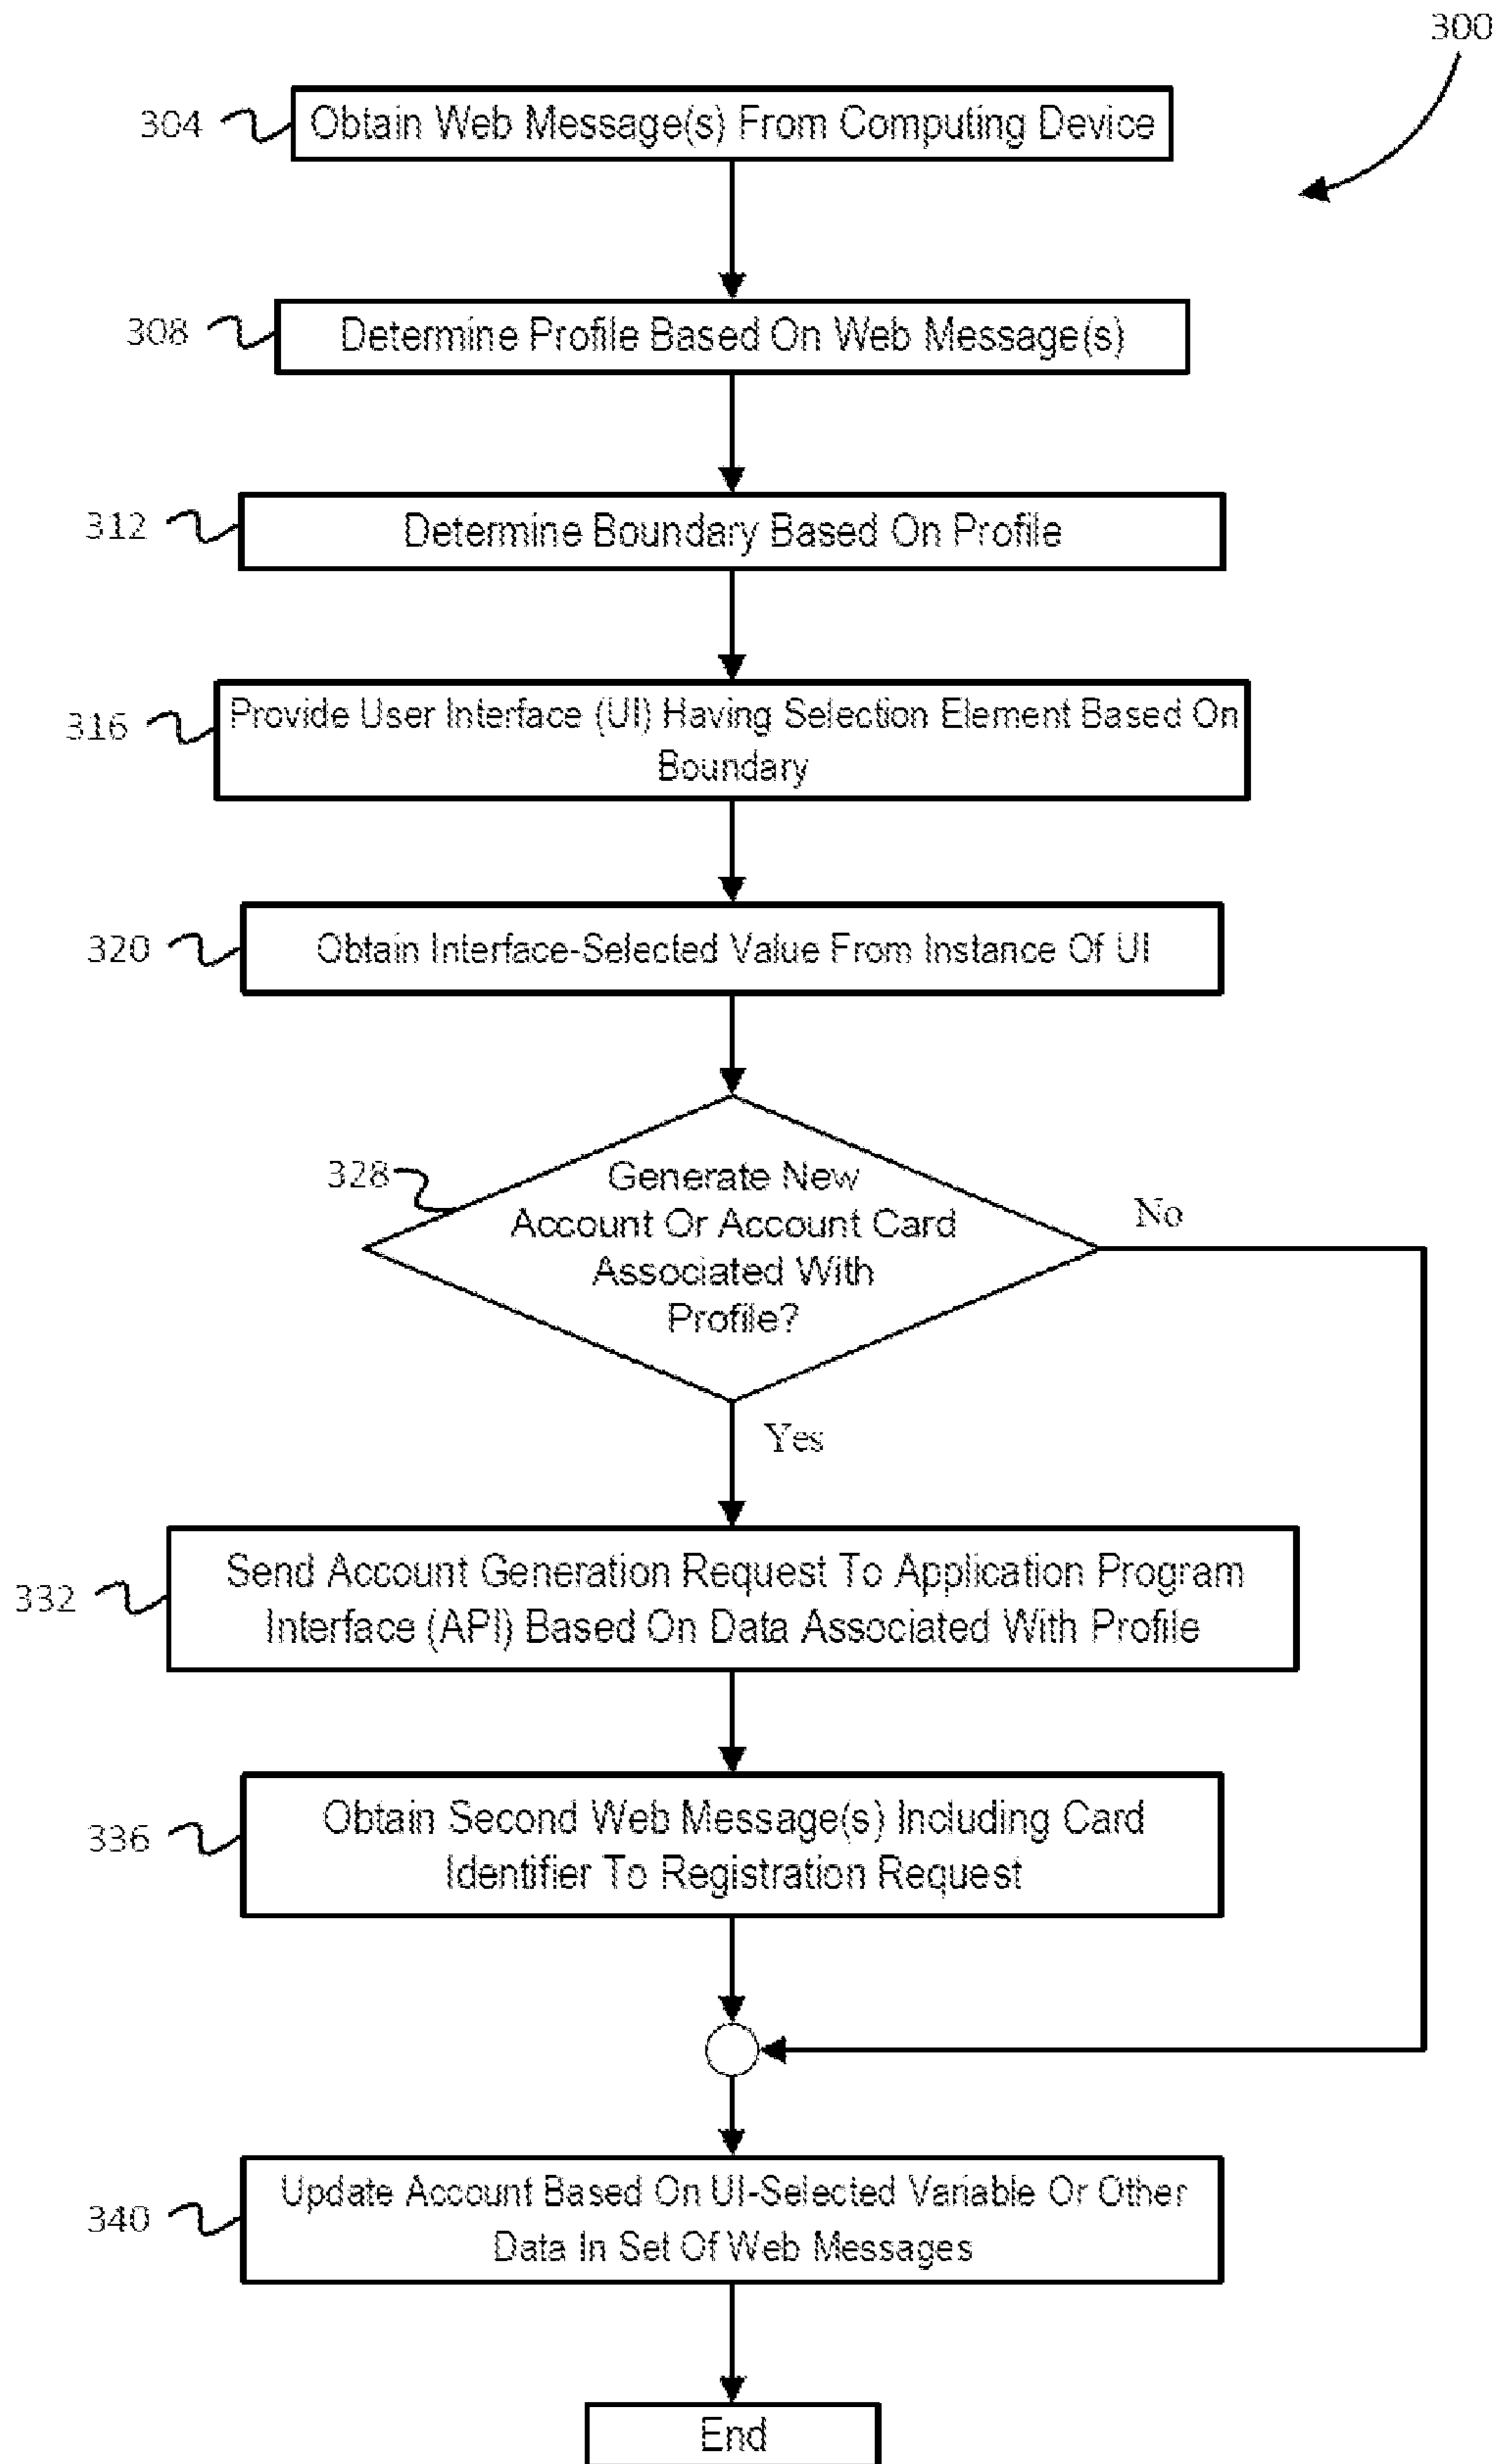 300
304
Obtain Web Message(s) From Computing Device
308
Determine Profile Based On Web Message(s)
312
Determine Boundary Based On Profile
316
Provide User Interface (UI) Having Selection Element Based On
Boundary
320
Obtain Interface-Selected Value From Instance Of UI
328
Generate New
Account Or Account Card
Associated With
Profile?
No
Yes
332
Send Account Generation Request To Application Program
Interface (API) Based On Data Associated With Profile
336
Obtain Second Web Message(s) Including Card
Identifier To Registration Request
340
Update Account Based On UI-Selected Variable Or Other
Data In Set Of Web Messages
End